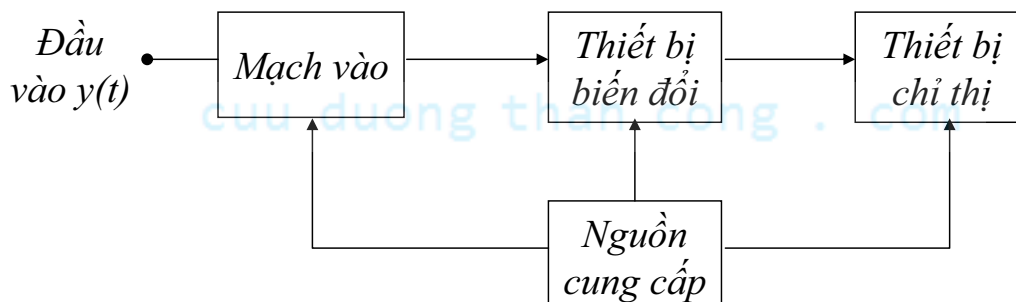 Đầu
vào y(t)
Mạch vào
Thiết bị
biến đổi
Thiết bị
chỉ thị
cuu duong than cong . com
Nguồn
cung cấp